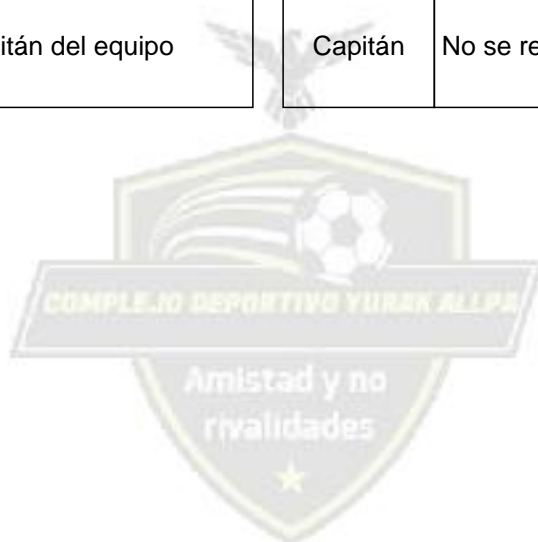 itán del equipo
Capitán
No se re
COMPLEJO DEPORTIVO YURAK ALLPA
Amistad y no
rivalidades